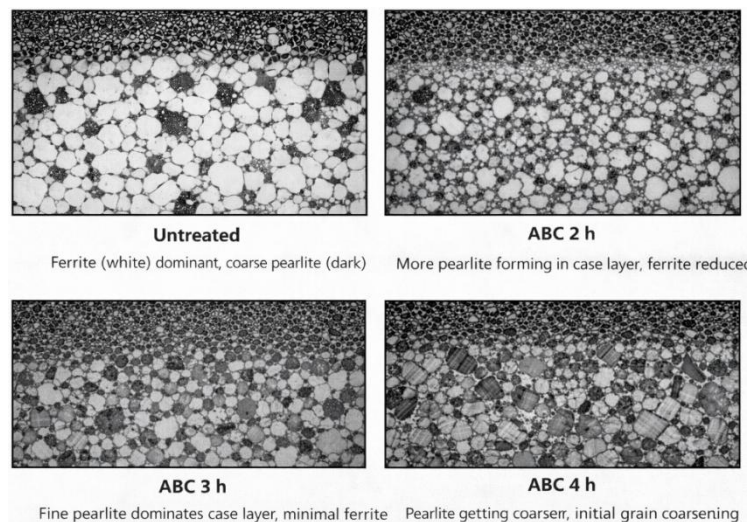 Untreated
Ferrite (white) dominant, coarse pearlite (dark)
ABC 2 h
More pearlite forming in case layer, ferrite reduced
ABC 3 h
Fine pearlite dominates case layer, minimal ferrite
ABC 4 h
Pearlite getting coarserr, initial grain coarsening